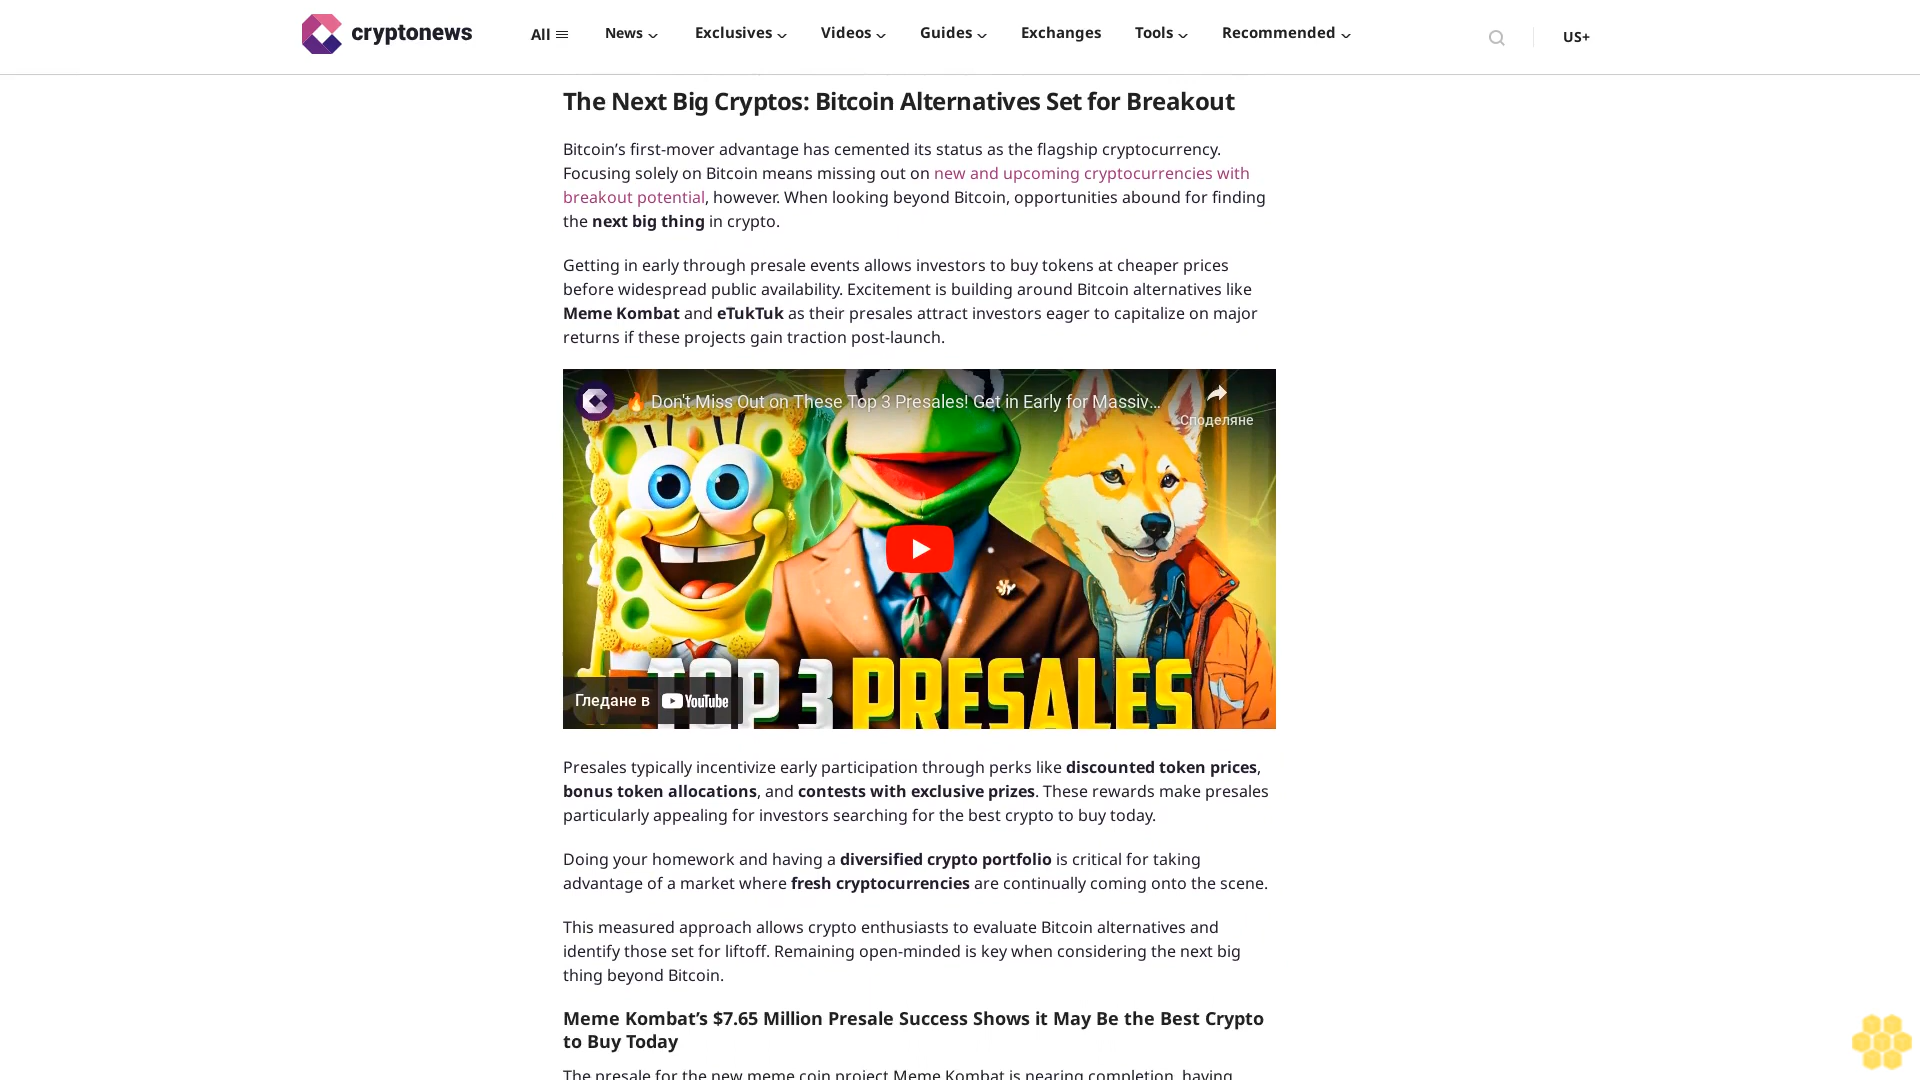 cryptonews
All
News
Exclusives
Videos
Guides
Exchanges
Tools
Recommended
US+
The Next Big Cryptos: Bitcoin Alternatives Set for Breakout
Bitcoin’s first-mover advantage has cemented its status as the flagship cryptocurrency.
Focusing solely on Bitcoin means missing out on new and upcoming cryptocurrencies with
breakout potential, however. When looking beyond Bitcoin, opportunities abound for finding
the next big thing in crypto.
Getting in early through presale events allows investors to buy tokens at cheaper prices
before widespread public availability. Excitement is building around Bitcoin alternatives like
Meme Kombat and eTukTuk as their presales attract investors eager to capitalize on major
returns if these projects gain traction post-launch.
🔥 Don't Miss Out on These Top 3 Presales! Get in Early for Massiv…
Споделяне
TOP 3 PRESALES
Гледане в YouTube
Presales typically incentivize early participation through perks like discounted token prices,
bonus token allocations, and contests with exclusive prizes. These rewards make presales
particularly appealing for investors searching for the best crypto to buy today.
Doing your homework and having a diversified crypto portfolio is critical for taking
advantage of a market where fresh cryptocurrencies are continually coming onto the scene.
This measured approach allows crypto enthusiasts to evaluate Bitcoin alternatives and
identify those set for liftoff. Remaining open-minded is key when considering the next big
thing beyond Bitcoin.
Meme Kombat’s $7.65 Million Presale Success Shows it May Be the Best Crypto
to Buy Today
The presale for the new meme coin project Meme Kombat is nearing completion, having